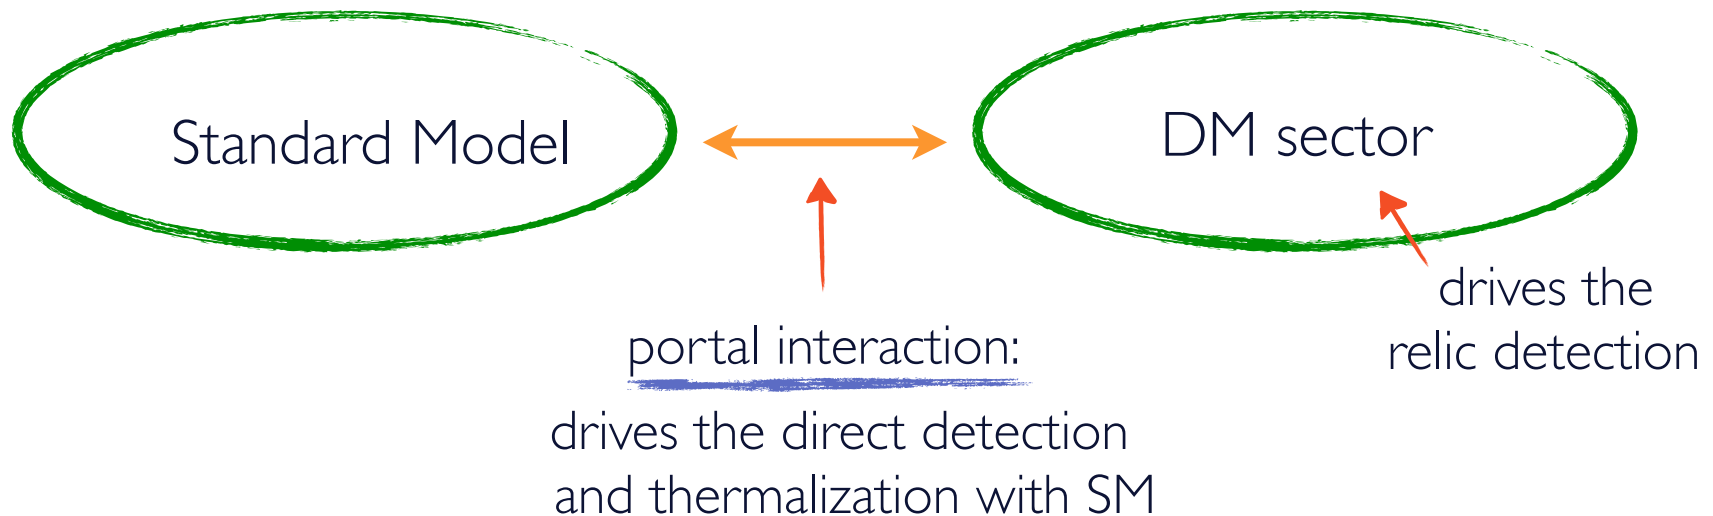 Standard Model
DM sector
drives the
relic detection
portal interaction:
drives the direct detection
and thermalization with SM